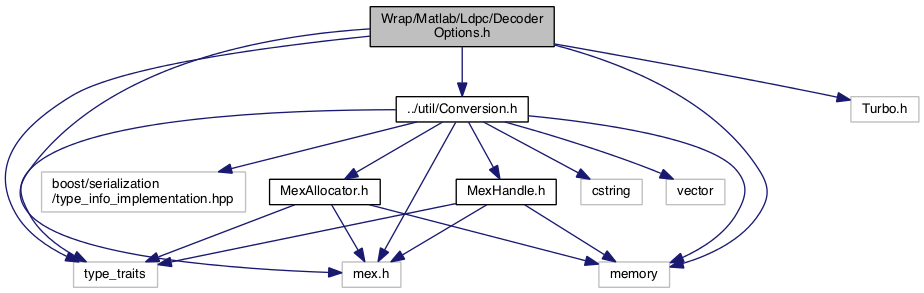 Wrap/Matlab/Ldpc/Decoder
Options.h
../util/Conversion.h
Turbo.h
boost/serialization
/type_info_implementation.hpp
MexAllocator.h
MexHandle.h
cstring
vector
type_traits
mex.h
memory